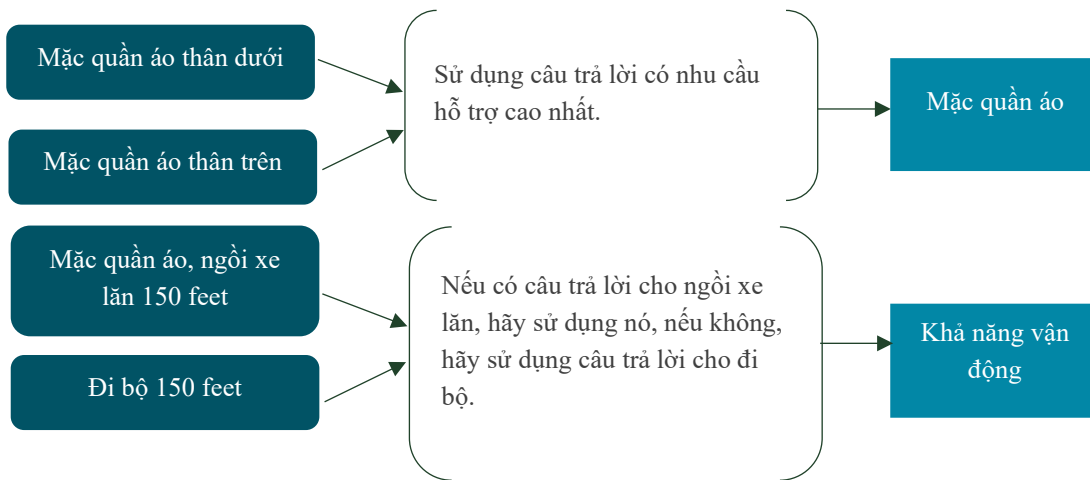 Mặc quần áo thân dưới
Mặc quần áo thân trên
Sử dụng câu trả lời có nhu cầu
hỗ trợ cao nhất.
Mặc quần áo
Mặc quần áo, ngồi xe
lăn 150 feet
Đi bộ 150 feet
Nếu có câu trả lời cho ngồi xe
lăn, hãy sử dụng nó, nếu không,
hãy sử dụng câu trả lời cho đi
bộ.
Khả năng vận
động